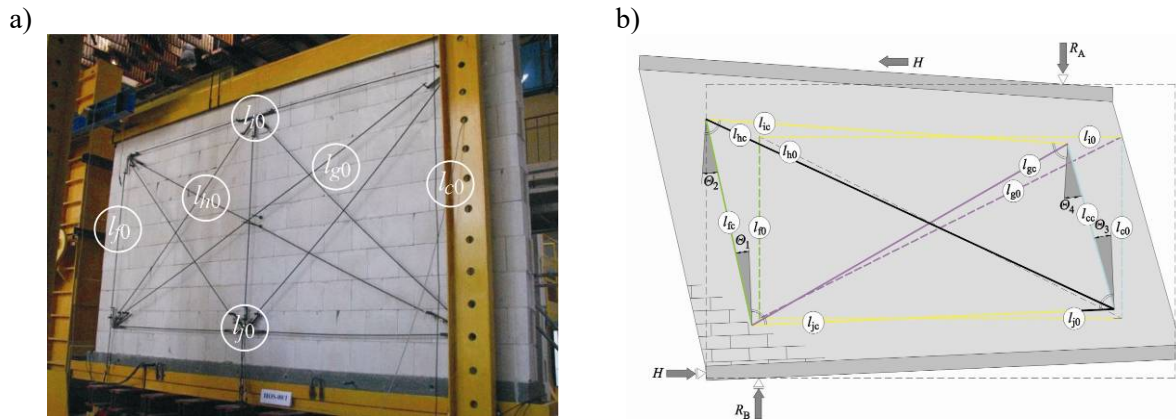 a)
b)
l_i0
l_g0
l_h0
l_c0
l_f0
l_j0
R_A
H
l_ic
l_i0
l_hc
l_h0
l_gc
l_g0
Θ_2
Θ_4
l_fc
l_f0
l_cc
l_c0
Θ_1
Θ_3
l_jc
l_j0
H
R_B